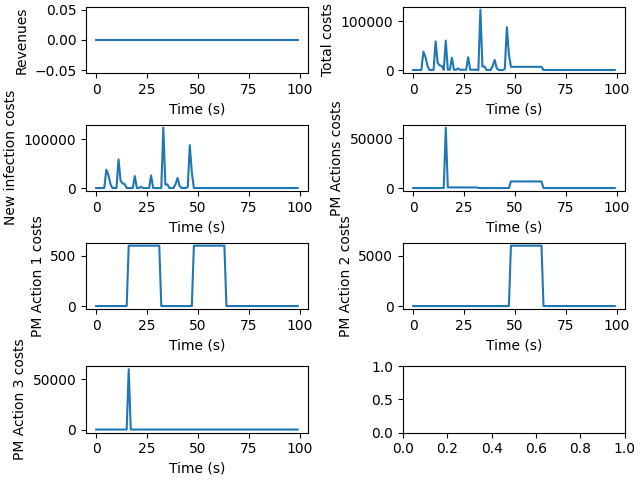 Revenues
0.05
0.00
−0.05
0 25 50 75 100
Time (s)
Total costs
100000
0
0 25 50 75 100
Time (s)
New infection costs
100000
0
0 25 50 75 100
Time (s)
PM Actions costs
50000
0
0 25 50 75 100
Time (s)
PM Action 1 costs
500
0
0 25 50 75 100
Time (s)
PM Action 2 costs
5000
0
0 25 50 75 100
Time (s)
PM Action 3 costs
50000
0
0 25 50 75 100
Time (s)
1.0
0.5
0.0
0.0 0.2 0.4 0.6 0.8 1.0